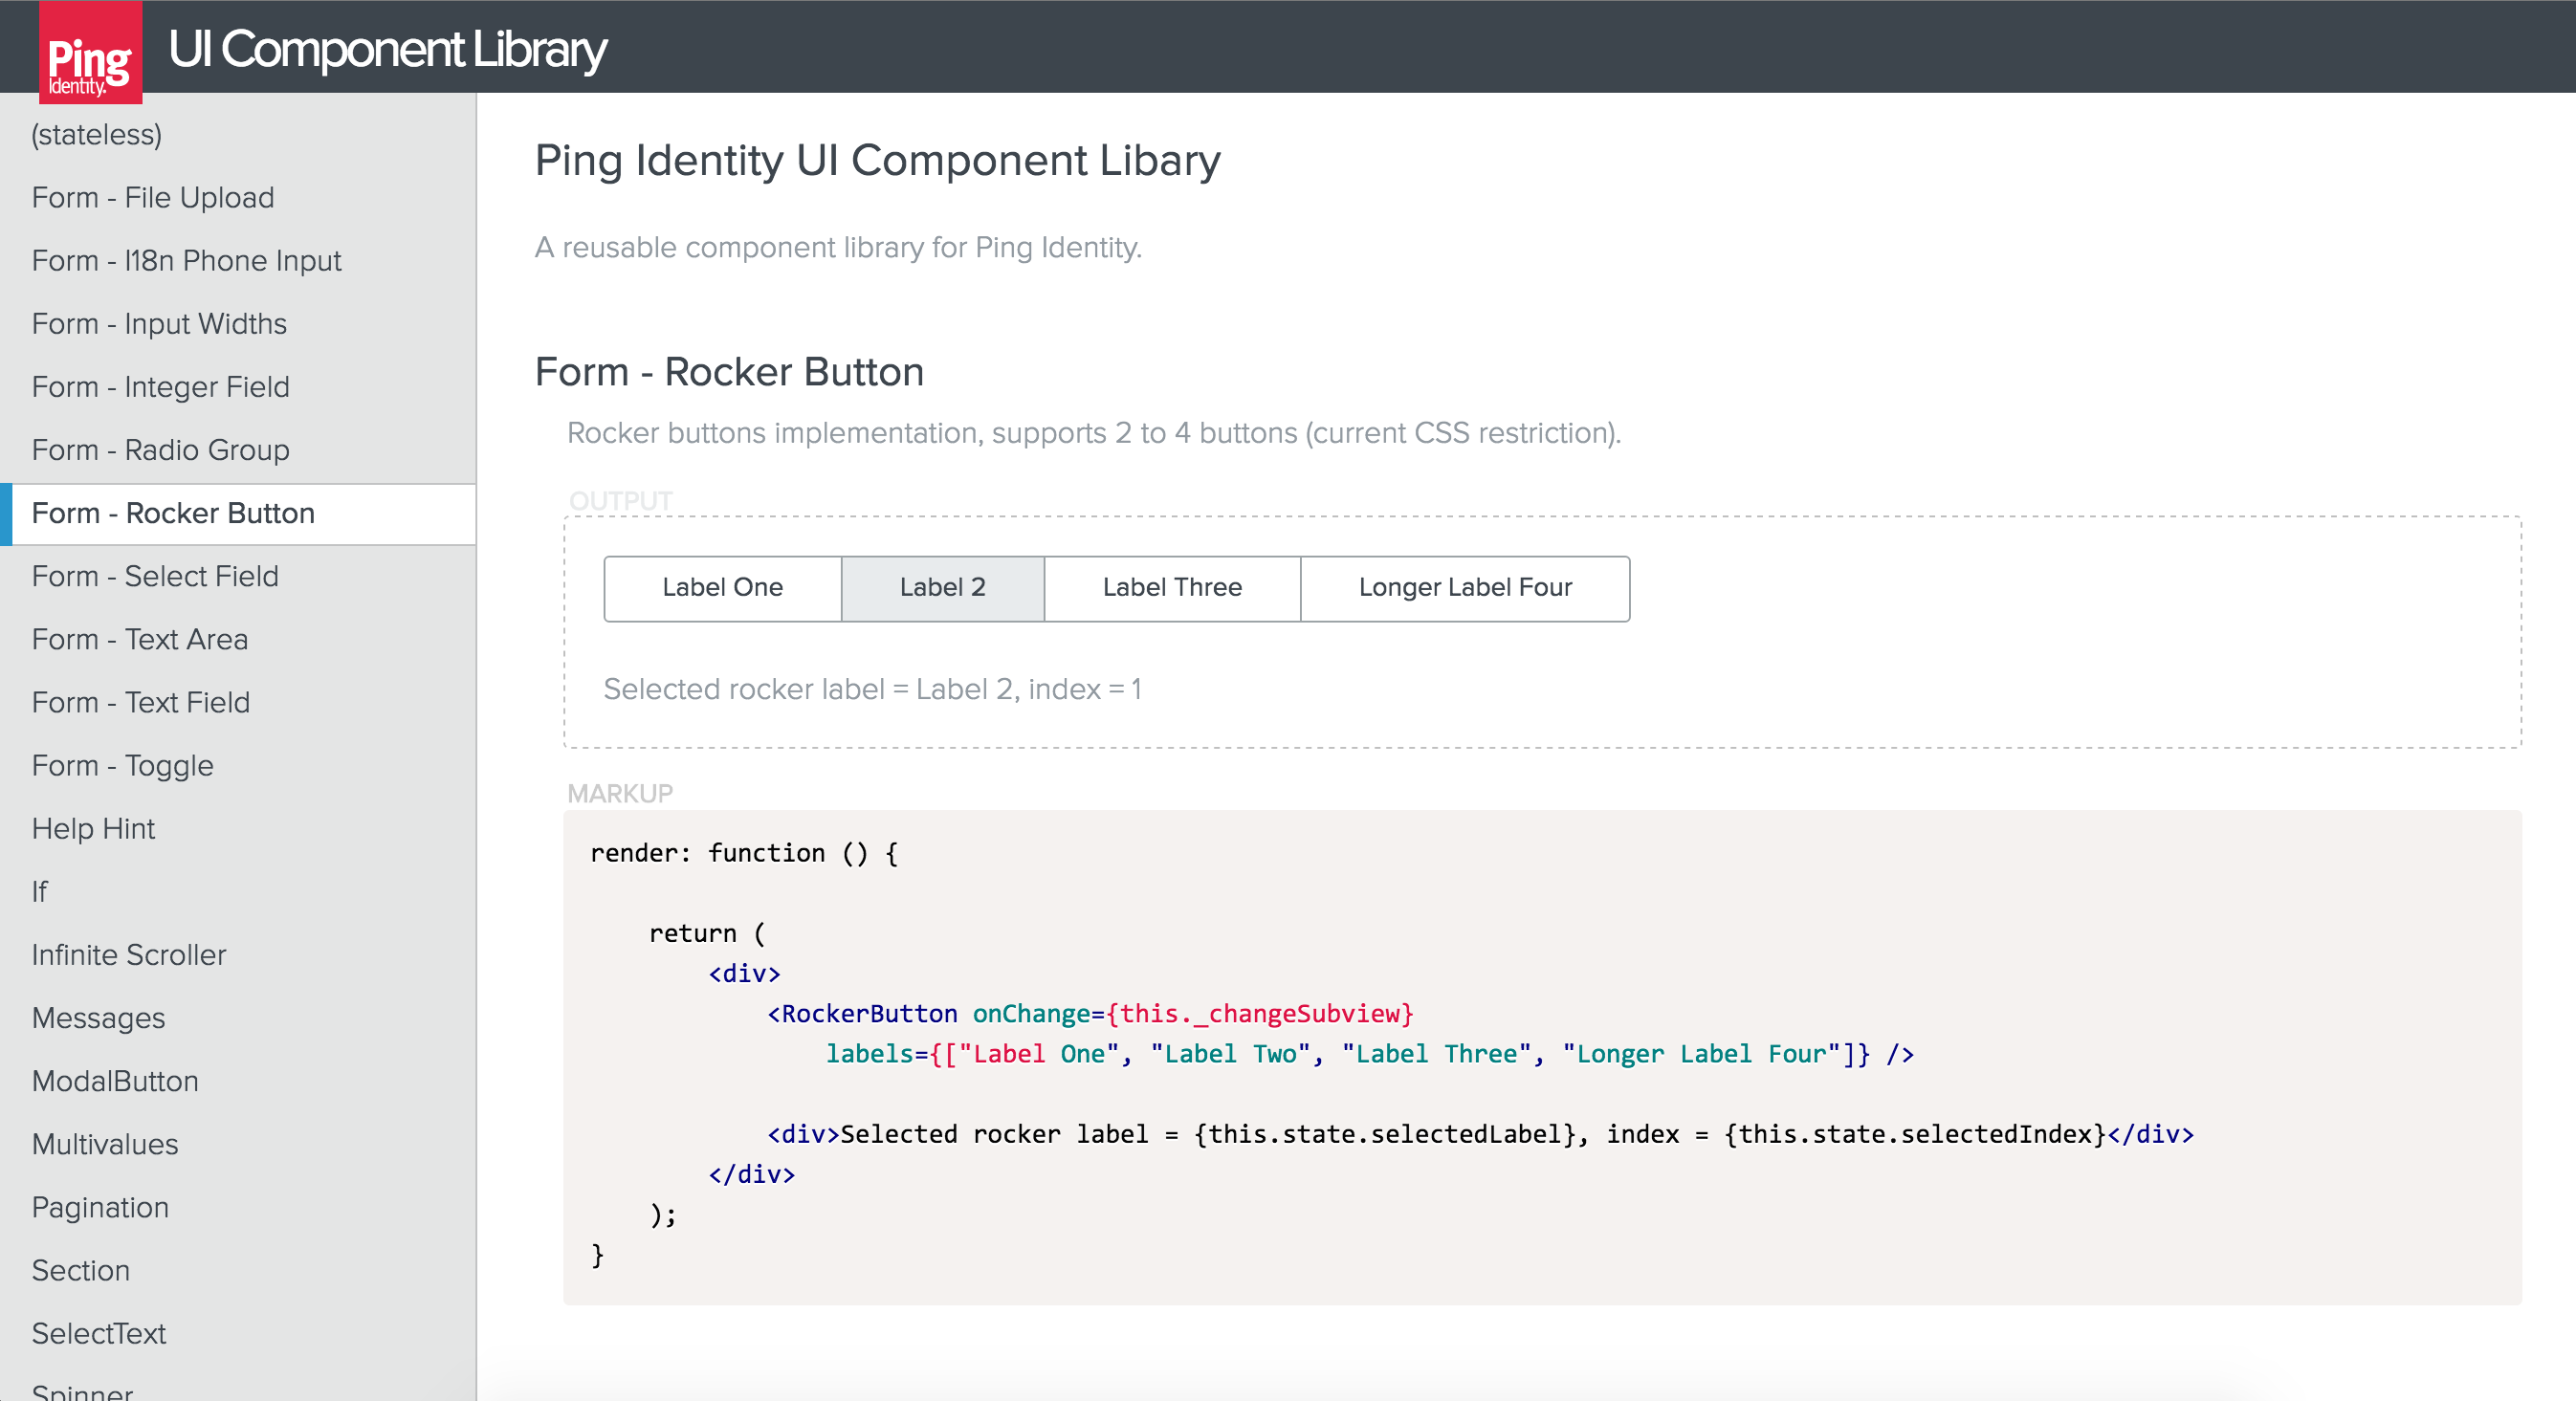 Ping
Identity.
UI Component Library
(stateless)
Form - File Upload
Form - I18n Phone Input
Form - Input Widths
Form - Integer Field
Form - Radio Group
Form - Rocker Button
Form - Select Field
Form - Text Area
Form - Text Field
Form - Toggle
Help Hint
If
Infinite Scroller
Messages
ModalButton
Multivalues
Pagination
Section
SelectText
Spinner
Ping Identity UI Component Libary
A reusable component library for Ping Identity.
Form - Rocker Button
Rocker buttons implementation, supports 2 to 4 buttons (current CSS restriction).
OUTPUT
Label One Label 2 Label Three Longer Label Four
Selected rocker label = Label 2, index = 1
MARKUP
render: function () {
return (
<div>
<RockerButton onChange={this._changeSubview}
labels={["Label One", "Label Two", "Label Three", "Longer Label Four"]} />
<div>Selected rocker label = {this.state.selectedLabel}, index = {this.state.selectedIndex}</div>
</div>
);
}